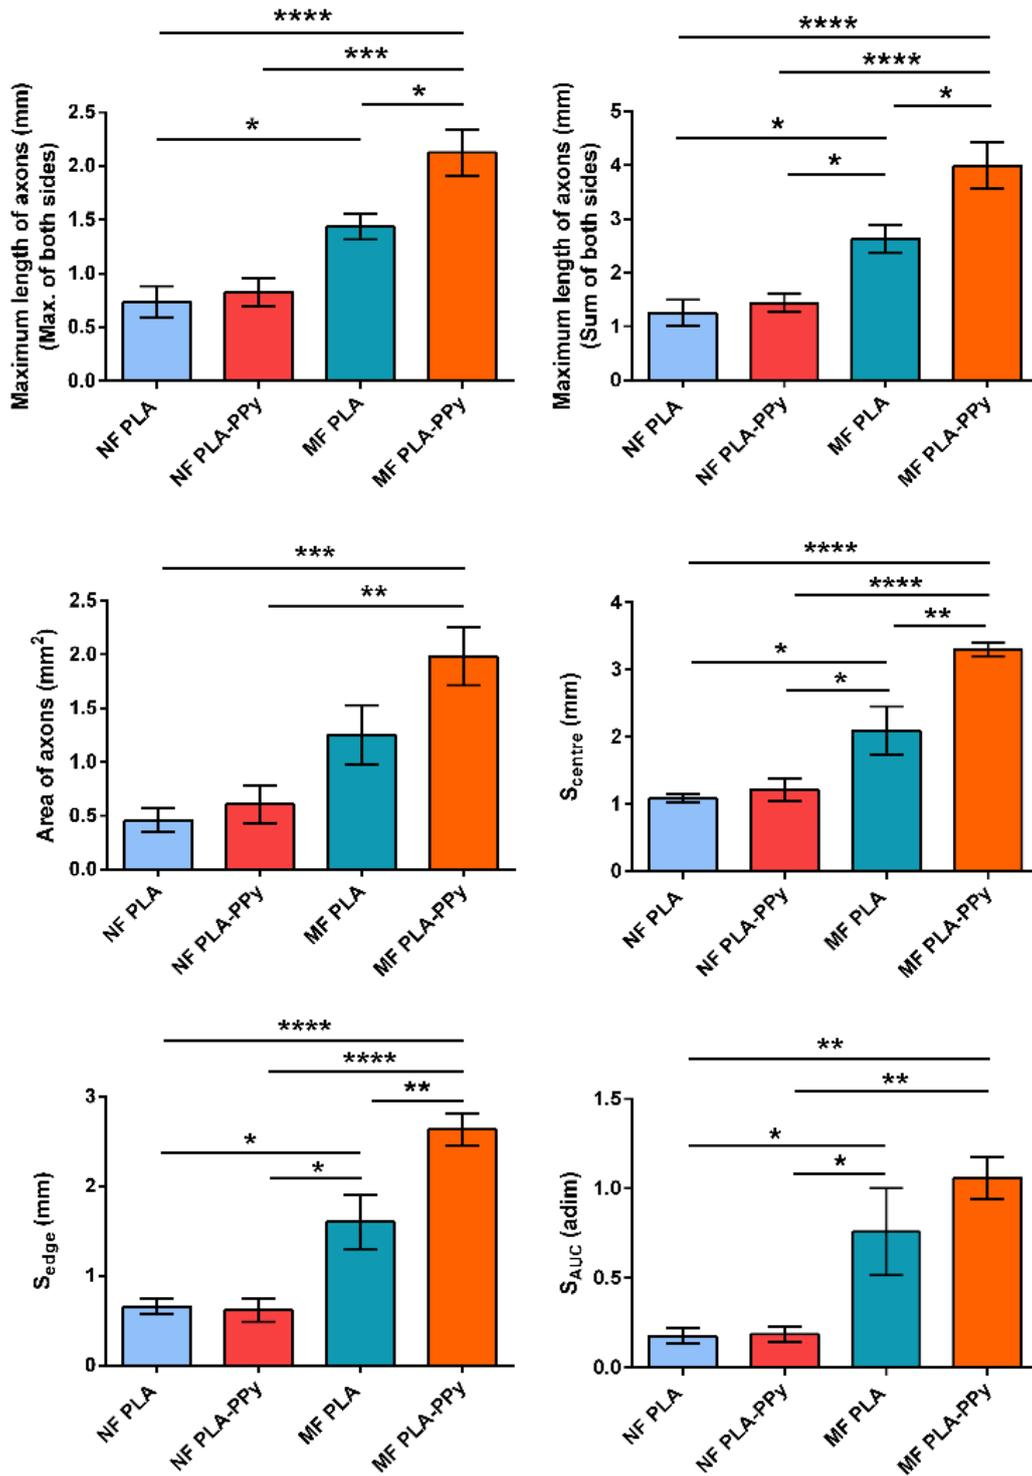 ****
***
*
*
Maximum length of axons (mm)
(Max. of both sides)
2.5
2.0
1.5
1.0
0.5
0.0
NF PLA
NF PLA-PPy
MF PLA
MF PLA-PPy
****
****
*
*
*
Maximum length of axons (mm)
(Sum of both sides)
5
4
3
2
1
0
NF PLA
NF PLA-PPy
MF PLA
MF PLA-PPy
***
**
Area of axons (mm²)
2.5
2.0
1.5
1.0
0.5
0.0
NF PLA
NF PLA-PPy
MF PLA
MF PLA-PPy
****
****
**
*
*
Scentre (mm)
4
3
2
1
0
NF PLA
NF PLA-PPy
MF PLA
MF PLA-PPy
****
****
**
*
*
Sedge (mm)
3
2
1
0
NF PLA
NF PLA-PPy
MF PLA
MF PLA-PPy
**
**
*
*
SAUC (adim)
1.5
1.0
0.5
0.0
NF PLA
NF PLA-PPy
MF PLA
MF PLA-PPy